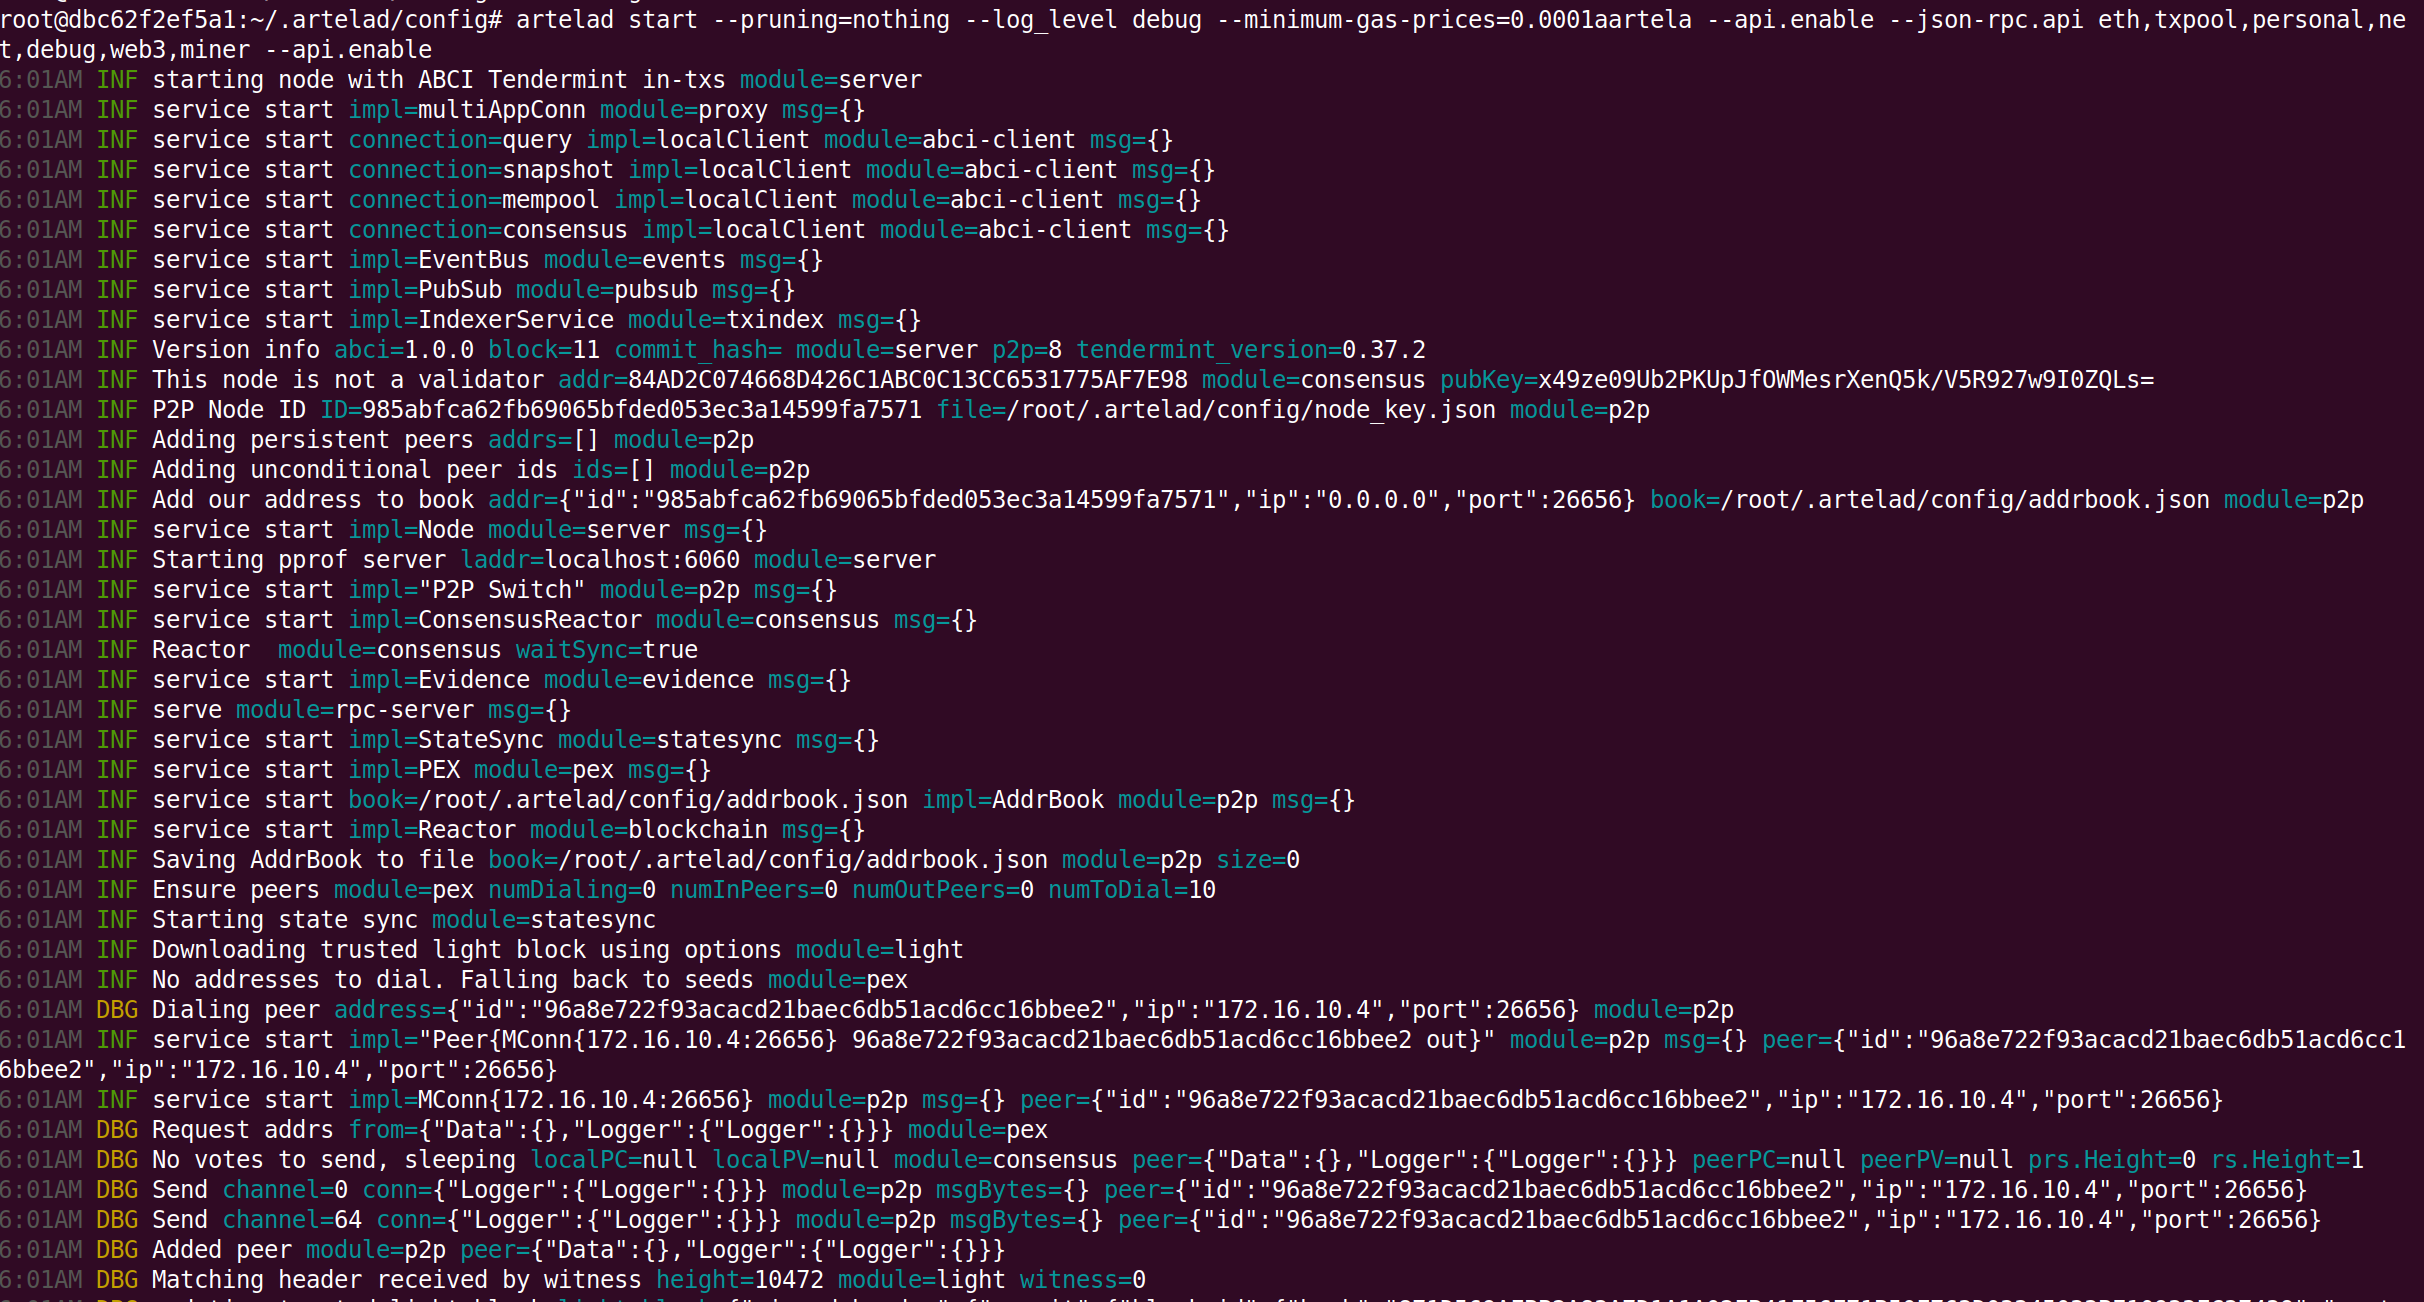 root@dbc62f2ef5a1:~/.artelad/config# artelad start --pruning=nothing --log_level debug --minimum-gas-prices=0.0001aartela --api.enable --json-rpc.api eth,txpool,personal,ne
t,debug,web3,miner --api.enable
6:01AM INF starting node with ABCI Tendermint in-txs module=server
6:01AM INF service start impl=multiAppConn module=proxy msg={}
6:01AM INF service start connection=query impl=localClient module=abci-client msg={}
6:01AM INF service start connection=snapshot impl=localClient module=abci-client msg={}
6:01AM INF service start connection=mempool impl=localClient module=abci-client msg={}
6:01AM INF service start connection=consensus impl=localClient module=abci-client msg={}
6:01AM INF service start impl=EventBus module=events msg={}
6:01AM INF service start impl=PubSub module=pubsub msg={}
6:01AM INF service start impl=IndexerService module=txindex msg={}
6:01AM INF Version info abci=1.0.0 block=11 commit_hash= module=server p2p=8 tendermint_version=0.37.2
6:01AM INF This node is not a validator addr=84AD2C074668D426C1ABC0C13CC6531775AF7E98 module=consensus pubKey=x49ze09Ub2PKUpJfOWMesrXenQ5k/V5R927w9I0ZQLs=
6:01AM INF P2P Node ID ID=985abfca62fb69065bfded053ec3a14599fa7571 file=/root/.artelad/config/node_key.json module=p2p
6:01AM INF Adding persistent peers addrs=[] module=p2p
6:01AM INF Adding unconditional peer ids ids=[] module=p2p
6:01AM INF Add our address to book addr={"id":"985abfca62fb69065bfded053ec3a14599fa7571","ip":"0.0.0.0","port":26656} book=/root/.artelad/config/addrbook.json module=p2p
6:01AM INF service start impl=Node module=server msg={}
6:01AM INF Starting pprof server laddr=localhost:6060 module=server
6:01AM INF service start impl="P2P Switch" module=p2p msg={}
6:01AM INF service start impl=ConsensusReactor module=consensus msg={}
6:01AM INF Reactor  module=consensus waitSync=true
6:01AM INF service start impl=Evidence module=evidence msg={}
6:01AM INF serve module=rpc-server msg={}
6:01AM INF service start impl=StateSync module=statesync msg={}
6:01AM INF service start impl=PEX module=pex msg={}
6:01AM INF service start book=/root/.artelad/config/addrbook.json impl=AddrBook module=p2p msg={}
6:01AM INF service start impl=Reactor module=blockchain msg={}
6:01AM INF Saving AddrBook to file book=/root/.artelad/config/addrbook.json module=p2p size=0
6:01AM INF Ensure peers module=pex numDialing=0 numInPeers=0 numOutPeers=0 numToDial=10
6:01AM INF Starting state sync module=statesync
6:01AM INF Downloading trusted light block using options module=light
6:01AM INF No addresses to dial. Falling back to seeds module=pex
6:01AM DBG Dialing peer address={"id":"96a8e722f93acacd21baec6db51acd6cc16bbee2","ip":"172.16.10.4","port":26656} module=p2p
6:01AM INF service start impl="Peer{MConn{172.16.10.4:26656} 96a8e722f93acacd21baec6db51acd6cc16bbee2 out}" module=p2p msg={} peer={"id":"96a8e722f93acacd21baec6db51acd6cc1
6bbee2","ip":"172.16.10.4","port":26656}
6:01AM INF service start impl=MConn{172.16.10.4:26656} module=p2p msg={} peer={"id":"96a8e722f93acacd21baec6db51acd6cc16bbee2","ip":"172.16.10.4","port":26656}
6:01AM DBG Request addrs from={"Data":{},"Logger":{"Logger":{}}} module=pex
6:01AM DBG No votes to send, sleeping localPC=null localPV=null module=consensus peer={"Data":{},"Logger":{"Logger":{}}} peerPC=null peerPV=null prs.Height=0 rs.Height=1
6:01AM DBG Send channel=0 conn={"Logger":{"Logger":{}}} module=p2p msgBytes={} peer={"id":"96a8e722f93acacd21baec6db51acd6cc16bbee2","ip":"172.16.10.4","port":26656}
6:01AM DBG Send channel=64 conn={"Logger":{"Logger":{}}} module=p2p msgBytes={} peer={"id":"96a8e722f93acacd21baec6db51acd6cc16bbee2","ip":"172.16.10.4","port":26656}
6:01AM DBG Added peer module=p2p peer={"Data":{},"Logger":{"Logger":{}}}
6:01AM DBG Matching header received by witness height=10472 module=light witness=0